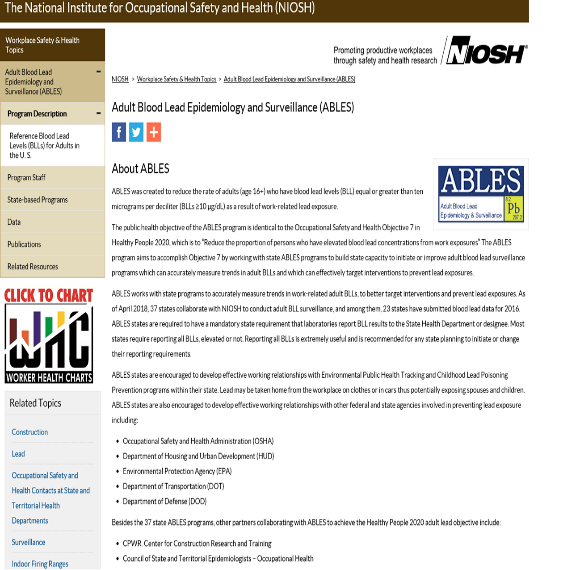 The National Institute for Occupational Safety and Health (NIOSH)
Workplace Safety & Health
Topics
Adult Blood Lead
Epidemiology and
Surveillance (ABLES)
Program Description
Reference Blood Lead
Levels (BLLs) for Adults in
the U. S.
Program Staff
State-based Programs
Data
Publications
Related Resources
CLICK TO CHART
WHC
WORKER HEALTH CHARTS
Related Topics
Construction
Lead
Occupational Safety and
Health Contacts at State and
Territorial Health
Departments
Surveillance
Indoor Firing Ranges
Promoting productive workplaces
through safety and health research
NIOSH®
NIOSH > Workplace Safety & Health Topics > Adult Blood Lead Epidemiology and Surveillance (ABLES)
Adult Blood Lead Epidemiology and Surveillance (ABLES)
About ABLES
ABLES
Adult Blood Lead
Epidemiology & Surveillance
82
Pb
207.2
ABLES was created to reduce the rate of adults (age 16+) who have blood lead levels (BLL) equal or greater than ten
micrograms per deciliter (BLLs ≥10 µg/dL) as a result of work-related lead exposure.
The public health objective of the ABLES program is identical to the Occupational Safety and Health Objective 7 in
Healthy People 2020, which is to "Reduce the proportion of persons who have elevated blood lead concentrations from work exposures" The ABLES
program aims to accomplish Objective 7 by working with state ABLES programs to build state capacity to initiate or improve adult blood lead surveillance
programs which can accurately measure trends in adult BLLs and which can effectively target interventions to prevent lead exposures.
ABLES works with state programs to accurately measure trends in work-related adult BLLs, to better target interventions and prevent lead exposures. As
of April 2018, 37 states collaborate with NIOSH to conduct adult BLL surveillance, and among them, 23 states have submitted blood lead data for 2016.
ABLES states are required to have a mandatory state requirement that laboratories report BLL results to the State Health Department or designee. Most
states require reporting all BLLs, elevated or not. Reporting all BLLs is extremely useful and is recommended for any state planning to initiate or change
their reporting requirements.
ABLES states are encouraged to develop effective working relationships with Environmental Public Health Tracking and Childhood Lead Poisoning
Prevention programs within their state. Lead may be taken home from the workplace on clothes or in cars thus potentially exposing spouses and children.
ABLES states are also encouraged to develop effective working relationships with other federal and state agencies involved in preventing lead exposure
including:
• Occupational Safety and Health Administration (OSHA)
• Department of Housing and Urban Development (HUD)
• Environmental Protection Agency (EPA)
• Department of Transportation (DOT)
• Department of Defense (DOD)
Besides the 37 state ABLES programs, other partners collaborating with ABLES to achieve the Healthy People 2020 adult lead objective include:
• CPWR. Center for Construction Research and Training
• Council of State and Territorial Epidemiologists – Occupational Health